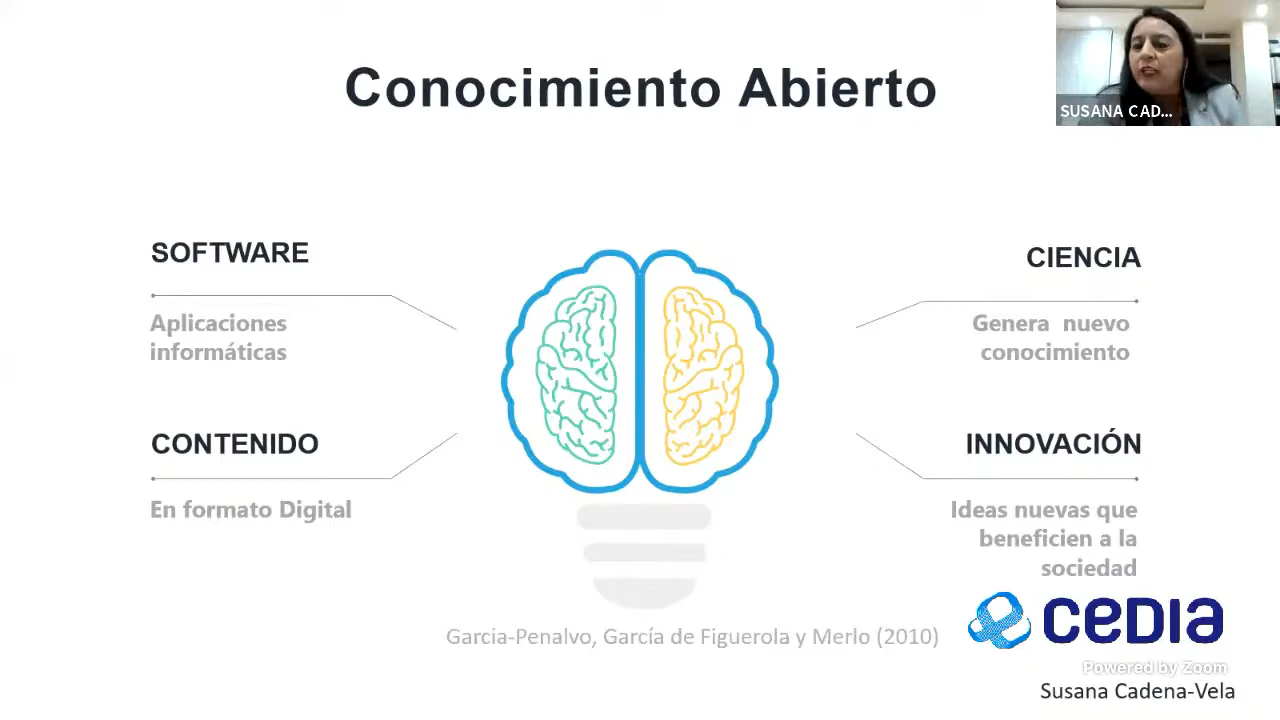 Conocimiento Abierto
SUSANA CAD...
SOFTWARE
Aplicaciones
informáticas
CONTENIDO
En formato Digital
CIENCIA
Genera nuevo
conocimiento
INNOVACIÓN
Ideas nuevas que
beneficien a la
sociedad
Garcia-Penalvo, García de Figuerola y Merlo (2010)
CEDIA
Powered by Zoom
Susana Cadena-Vela